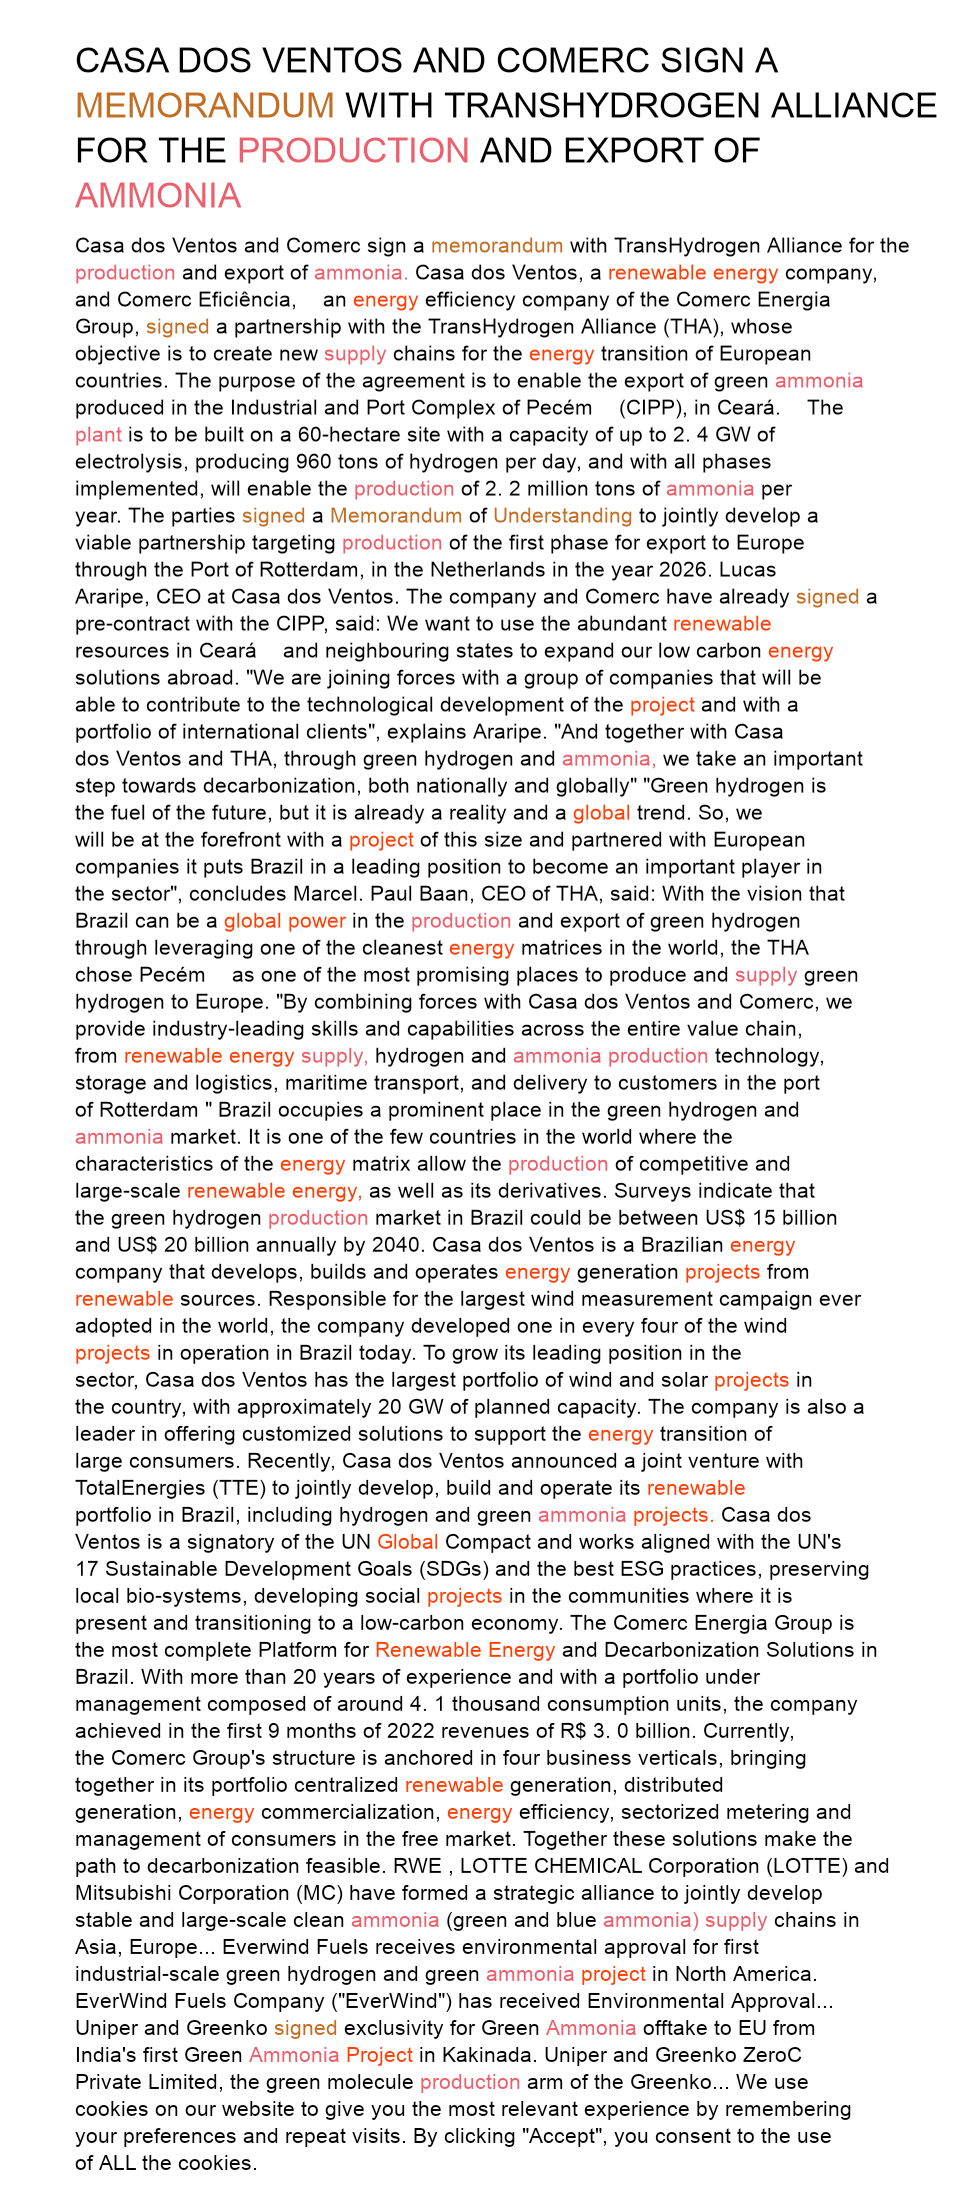 CASA DOS VENTOS AND COMERC SIGN A
MEMORANDUM WITH TRANSHYDROGEN ALLIANCE
FOR THE PRODUCTION AND EXPORT OF
AMMONIA
Casa dos Ventos and Comerc sign a memorandum with TransHydrogen Alliance for the
production and export of ammonia. Casa dos Ventos, a renewable energy company,
and Comerc Eficiência, an energy efficiency company of the Comerc Energia
Group, signed a partnership with the TransHydrogen Alliance (THA), whose
objective is to create new supply chains for the energy transition of European
countries. The purpose of the agreement is to enable the export of green ammonia
produced in the Industrial and Port Complex of Pecém (CIPP), in Ceará. The
plant is to be built on a 60-hectare site with a capacity of up to 2. 4 GW of
electrolysis, producing 960 tons of hydrogen per day, and with all phases
implemented, will enable the production of 2. 2 million tons of ammonia per
year. The parties signed a Memorandum of Understanding to jointly develop a
viable partnership targeting production of the first phase for export to Europe
through the Port of Rotterdam, in the Netherlands in the year 2026. Lucas
Araripe, CEO at Casa dos Ventos. The company and Comerc have already signed a
pre-contract with the CIPP, said: We want to use the abundant renewable
resources in Ceará and neighbouring states to expand our low carbon energy
solutions abroad. "We are joining forces with a group of companies that will be
able to contribute to the technological development of the project and with a
portfolio of international clients", explains Araripe. "And together with Casa
dos Ventos and THA, through green hydrogen and ammonia, we take an important
step towards decarbonization, both nationally and globally" "Green hydrogen is
the fuel of the future, but it is already a reality and a global trend. So, we
will be at the forefront with a project of this size and partnered with European
companies it puts Brazil in a leading position to become an important player in
the sector", concludes Marcel. Paul Baan, CEO of THA, said: With the vision that
Brazil can be a global power in the production and export of green hydrogen
through leveraging one of the cleanest energy matrices in the world, the THA
chose Pecém as one of the most promising places to produce and supply green
hydrogen to Europe. "By combining forces with Casa dos Ventos and Comerc, we
provide industry-leading skills and capabilities across the entire value chain,
from renewable energy supply, hydrogen and ammonia production technology,
storage and logistics, maritime transport, and delivery to customers in the port
of Rotterdam " Brazil occupies a prominent place in the green hydrogen and
ammonia market. It is one of the few countries in the world where the
characteristics of the energy matrix allow the production of competitive and
large-scale renewable energy, as well as its derivatives. Surveys indicate that
the green hydrogen production market in Brazil could be between US$ 15 billion
and US$ 20 billion annually by 2040. Casa dos Ventos is a Brazilian energy
company that develops, builds and operates energy generation projects from
renewable sources. Responsible for the largest wind measurement campaign ever
adopted in the world, the company developed one in every four of the wind
projects in operation in Brazil today. To grow its leading position in the
sector, Casa dos Ventos has the largest portfolio of wind and solar projects in
the country, with approximately 20 GW of planned capacity. The company is also a
leader in offering customized solutions to support the energy transition of
large consumers. Recently, Casa dos Ventos announced a joint venture with
TotalEnergies (TTE) to jointly develop, build and operate its renewable
portfolio in Brazil, including hydrogen and green ammonia projects. Casa dos
Ventos is a signatory of the UN Global Compact and works aligned with the UN's
17 Sustainable Development Goals (SDGs) and the best ESG practices, preserving
local bio-systems, developing social projects in the communities where it is
present and transitioning to a low-carbon economy. The Comerc Energia Group is
the most complete Platform for Renewable Energy and Decarbonization Solutions in
Brazil. With more than 20 years of experience and with a portfolio under
management composed of around 4. 1 thousand consumption units, the company
achieved in the first 9 months of 2022 revenues of R$ 3. 0 billion. Currently,
the Comerc Group's structure is anchored in four business verticals, bringing
together in its portfolio centralized renewable generation, distributed
generation, energy commercialization, energy efficiency, sectorized metering and
management of consumers in the free market. Together these solutions make the
path to decarbonization feasible. RWE , LOTTE CHEMICAL Corporation (LOTTE) and
Mitsubishi Corporation (MC) have formed a strategic alliance to jointly develop
stable and large-scale clean ammonia (green and blue ammonia) supply chains in
Asia, Europe... Everwind Fuels receives environmental approval for first
industrial-scale green hydrogen and green ammonia project in North America.
EverWind Fuels Company ("EverWind") has received Environmental Approval...
Uniper and Greenko signed exclusivity for Green Ammonia offtake to EU from
India's first Green Ammonia Project in Kakinada. Uniper and Greenko ZeroC
Private Limited, the green molecule production arm of the Greenko... We use
cookies on our website to give you the most relevant experience by remembering
your preferences and repeat visits. By clicking "Accept", you consent to the use
of ALL the cookies.